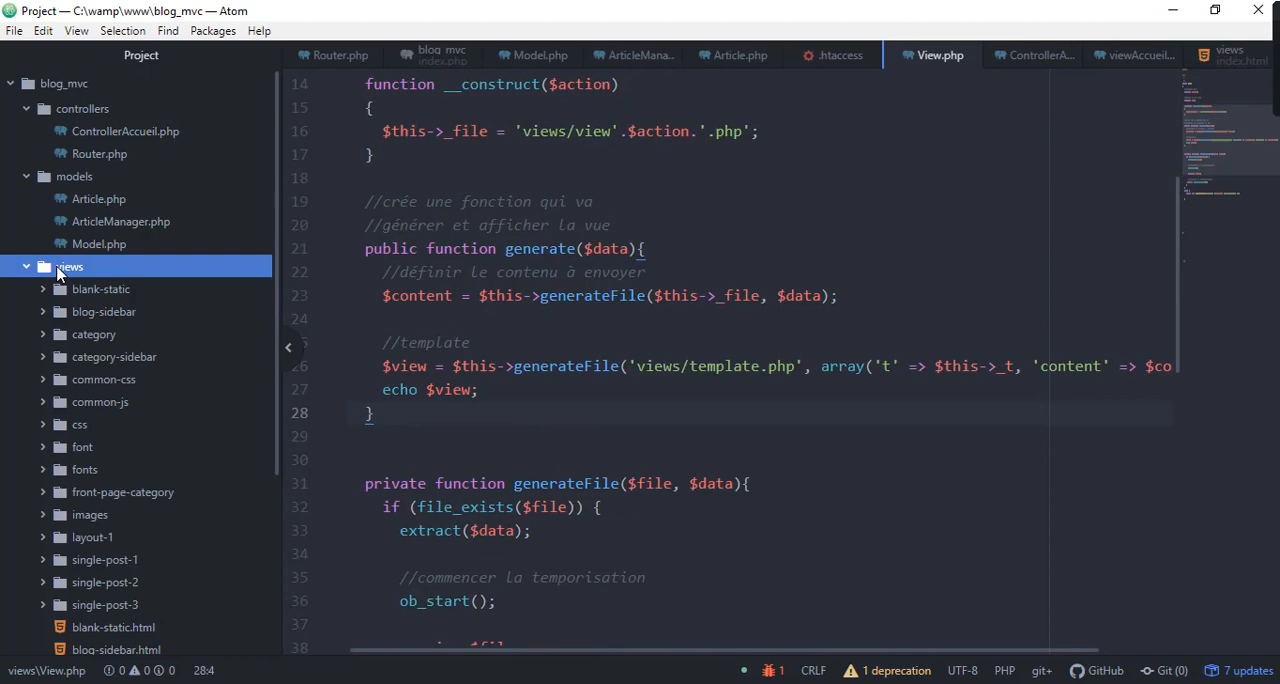 Project — C:\wamp\www\blog_mvc — Atom
File Edit View Selection Find Packages Help
Project
Router.php
blog_mvc
index.php
Model.php
ArticleMana...
Article.php
.htaccess
View.php
ControllerA...
viewAccueil...
views
index.html
blog_mvc
controllers
ControllerAccueil.php
Router.php
models
Article.php
ArticleManager.php
Model.php
views
blank-static
blog-sidebar
category
category-sidebar
common-css
common-js
css
font
fonts
front-page-category
images
layout-1
single-post-1
single-post-2
single-post-3
blank-static.html
blog-sidebar.html
14 function __construct($action)
15 {
16 $this->_file = 'views/view'.$action.'.php';
17 }
18
19 //crée une fonction qui va
20 //générer et afficher la vue
21 public function generate($data){
22 //définir le contenu à envoyer
23 $content = $this->generateFile($this->_file, $data);
24
//template
$view = $this->generateFile('views/template.php', array('t' => $this->_t, 'content' => $co
27 echo $view;
28 }
29
30
31 private function generateFile($file, $data){
32 if (file_exists($file)) {
33 extract($data);
34
35 //commencer la temporisation
36 ob_start();
37
38
views\View.php 0 0 0 28:4
1 CRLF 1 deprecation UTF-8 PHP git+ GitHub Git (0) 7 updates